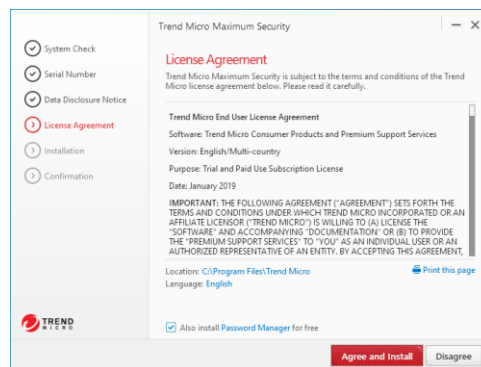 Trend Micro Maximum Security
System Check
Serial Number
Data Disclosure Notice
License Agreement
Installation
Confirmation
License Agreement
Trend Micro Maximum Security is subject to the terms and conditions of the Trend
Micro license agreement below. Please read it carefully.
Trend Micro End User License Agreement
Software: Trend Micro Consumer Products and Premium Support Services
Version: English/Multi-country
Purpose: Trial and Paid Use Subscription License
Date: January 2019
IMPORTANT: THE FOLLOWING AGREEMENT ("AGREEMENT") SETS FORTH THE
TERMS AND CONDITIONS UNDER WHICH TREND MICRO INCORPORATED OR AN
AFFILIATE LICENSOR ("TREND MICRO") IS WILLING TO (A) LICENSE THE
"SOFTWARE" AND ACCOMPANYING "DOCUMENTATION" OR (B) TO PROVIDE
THE "PREMIUM SUPPORT SERVICES" TO "YOU" AS AN INDIVIDUAL USER OR AN
AUTHORIZED REPRESENTATIVE OF AN ENTITY. BY ACCEPTING THIS AGREEMENT,
Location: C:\Program Files\Trend Micro
Print this page
Language: English
TREND
MICRO
Also install Password Manager for free
Agree and Install
Disagree